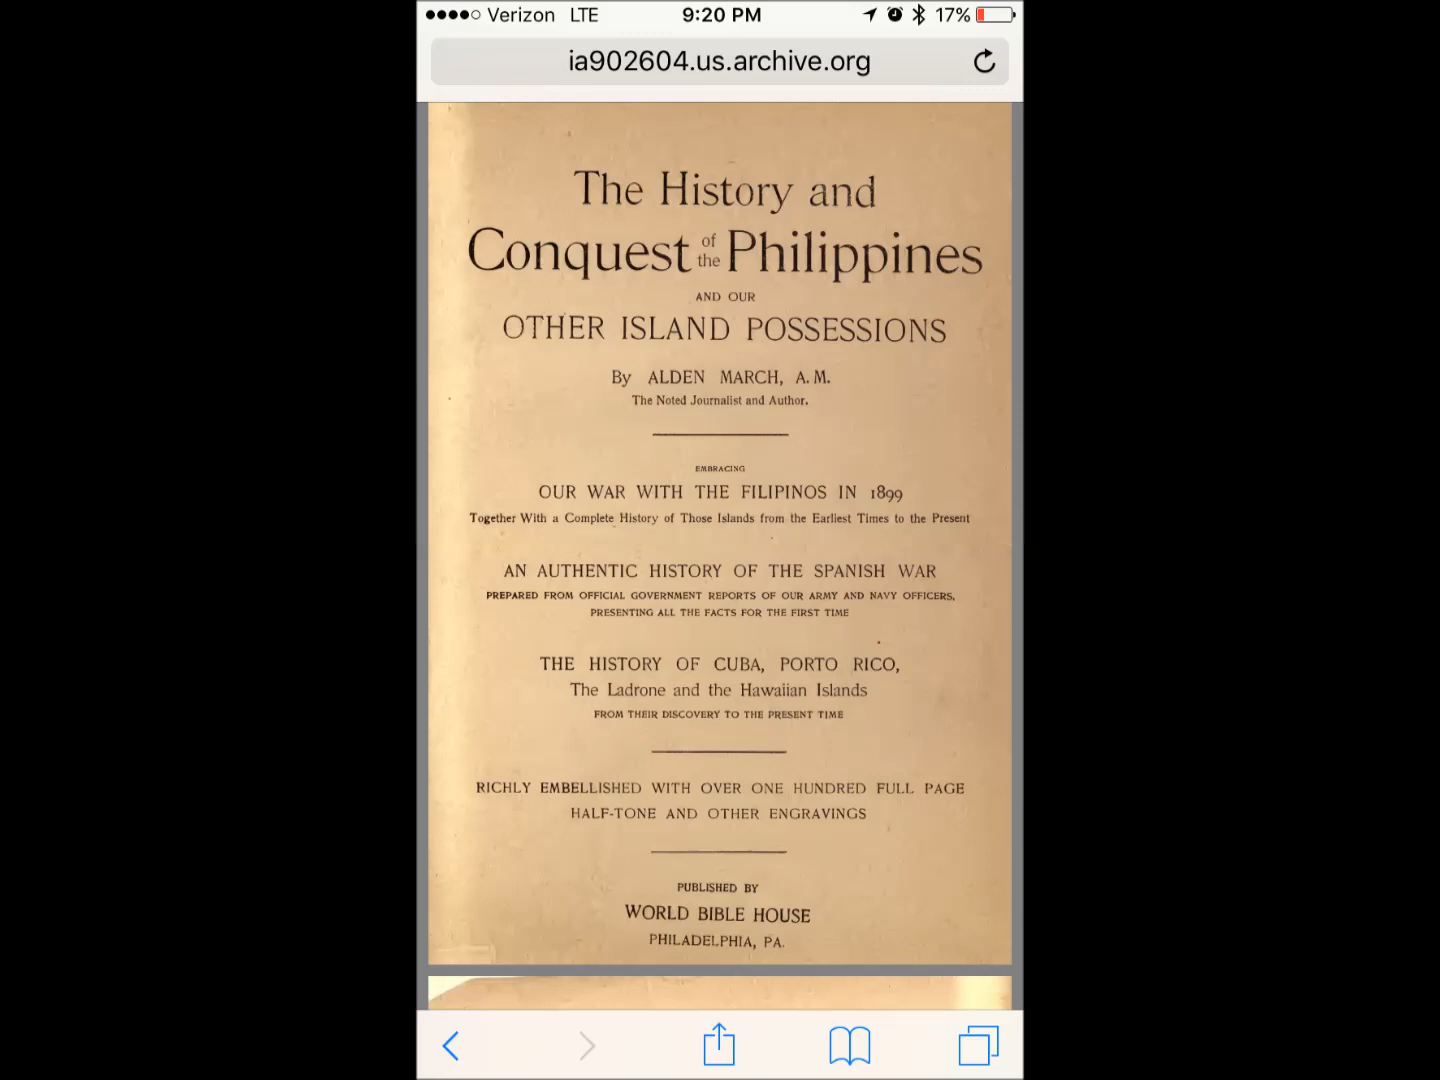 Verizon LTE 9:20 PM 17%
ia902604.us.archive.org
The History and
Conquest of the Philippines
AND OUR
OTHER ISLAND POSSESSIONS
By ALDEN MARCH, A.M.
The Noted Journalist and Author.
EMBRACING
OUR WAR WITH THE FILIPINOS IN 1899
Together With a Complete History of Those Islands from the Earliest Times to the Present
AN AUTHENTIC HISTORY OF THE SPANISH WAR
PREPARED FROM OFFICIAL GOVERNMENT REPORTS OF OUR ARMY AND NAVY OFFICERS,
PRESENTING ALL THE FACTS FOR THE FIRST TIME
THE HISTORY OF CUBA, PORTO RICO,
The Ladrone and the Hawaiian Islands
FROM THEIR DISCOVERY TO THE PRESENT TIME
RICHLY EMBELLISHED WITH OVER ONE HUNDRED FULL PAGE
HALF-TONE AND OTHER ENGRAVINGS
PUBLISHED BY
WORLD BIBLE HOUSE
PHILADELPHIA, PA.